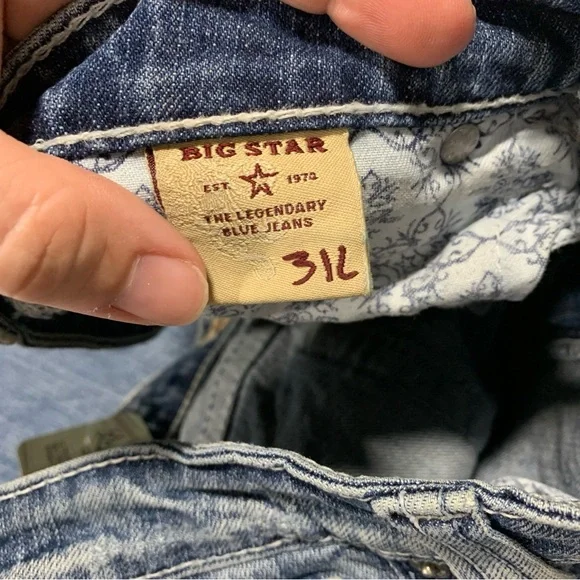 BIG STAR
EST. 1974
THE LEGENDARY
BLUE JEANS
31L